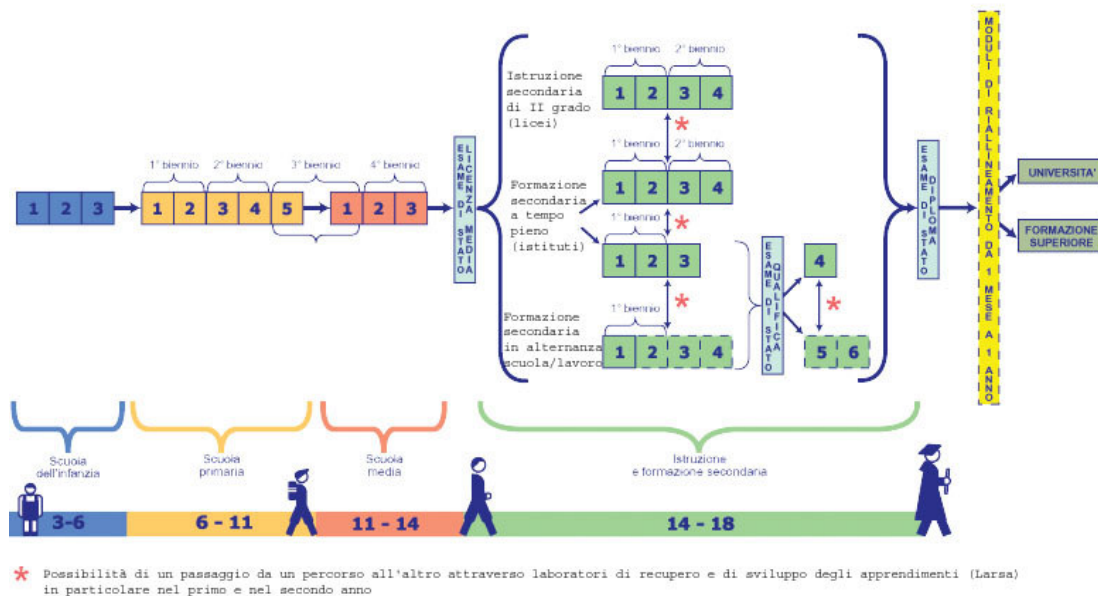 1° biennio 2° biennio
Istruzione
secondaria
di II grado
(licei)
1 2 3 4
*
1° biennio 2° biennio 3° biennio 4° biennio
1 2 3
1 2 3 4 5
1 2 3
ESAME DI STATO
LICENZA MEDIA
1° biennio 2° biennio
Formazione
secondaria
a tempo
pieno
(istituti)
1 2 3 4
*
1° biennio
1 2 3
*
Formazione
secondaria
in alternanza
scuola/lavoro
1° biennio
1 2 3 4
ESAME DI STATO
QUALIFICA
4
*
5 6
ESAME DI STATO
DIPLOMA
MODULI DI RIALLINEAMENTO DA 1 MESE A 1 ANNO
UNIVERSITA'
FORMAZIONE
SUPERIORE
Scuola
dell'infanzia
Scuola
primaria
Scuola
media
Istruzione
e formazione secondaria
3-6
6 - 11
11 - 14
14 - 18
* Possibilità di un passaggio da un percorso all'altro attraverso laboratori di recupero e di sviluppo degli apprendimenti (Larsa)
in particolare nel primo e nel secondo anno